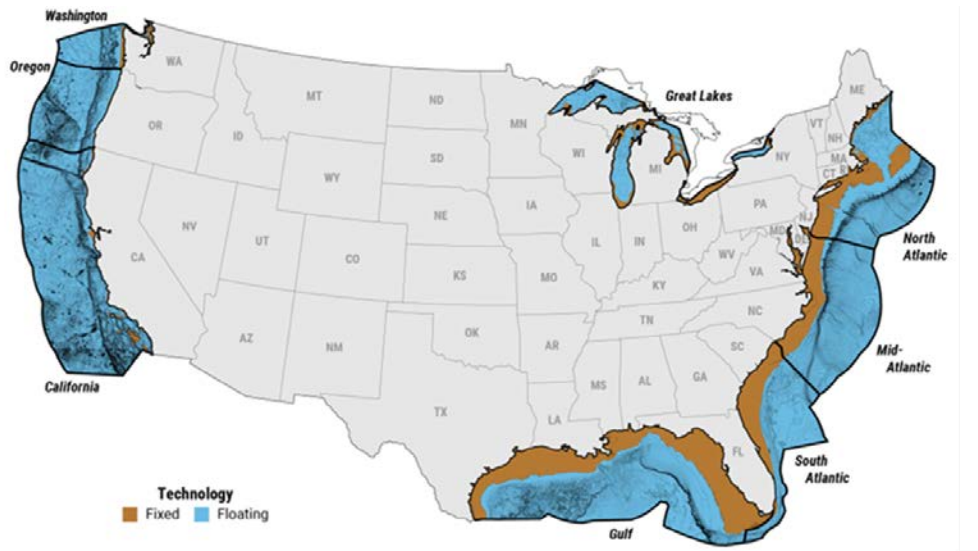 Washington
Oregon
WA
OR
ID
MT
ND
SD
MN
WI
Great Lakes
MI
ME
VT
NH
NY
MA
CT
RI
WY
NE
IA
PA
NJ
NV
UT
CO
KS
IL
IN
OH
MD
DE
WV
VA
CA
MO
KY
North
Atlantic
AZ
NM
OK
AR
TN
NC
SC
Mid-
Atlantic
California
TX
LA
MS
AL
GA
FL
South
Atlantic
Gulf
Technology
Fixed Floating